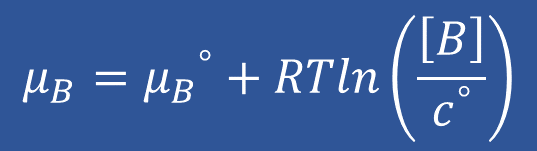 μ_B = μ_B° + RTln([B]/c°)